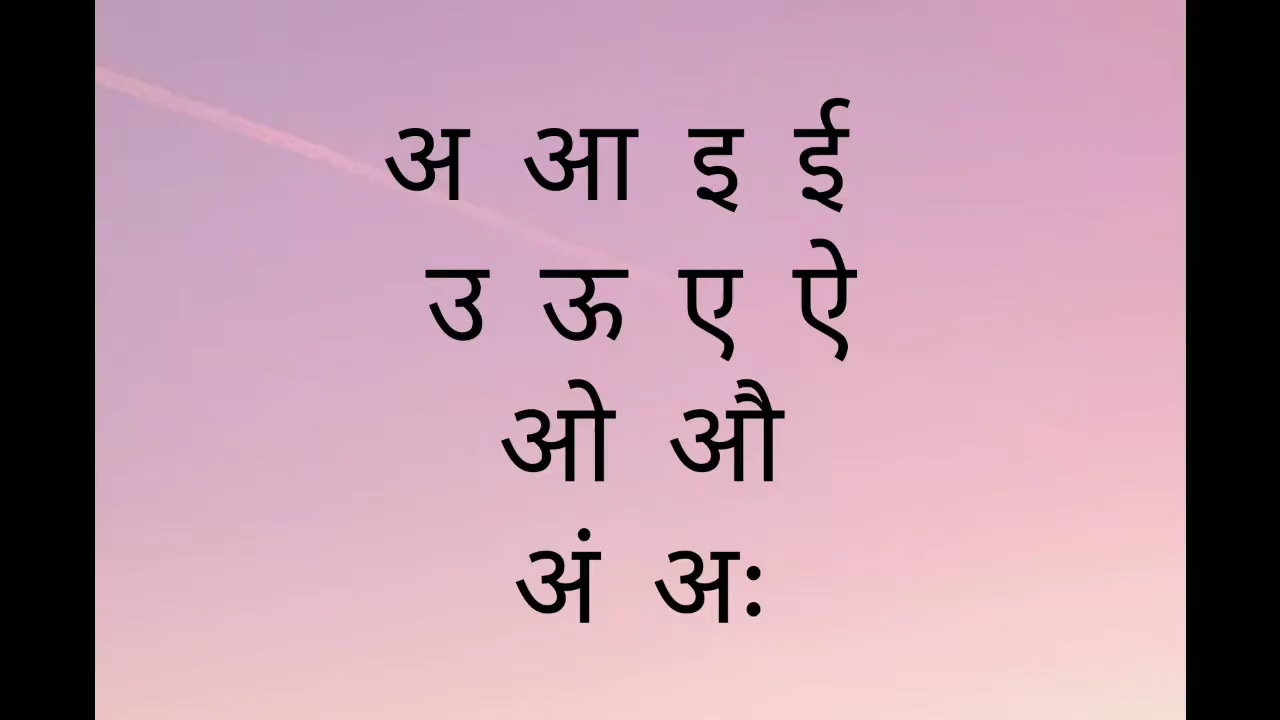 अ आ इ ई
उ ऊ ए ऐ
ओ औ
अं अः